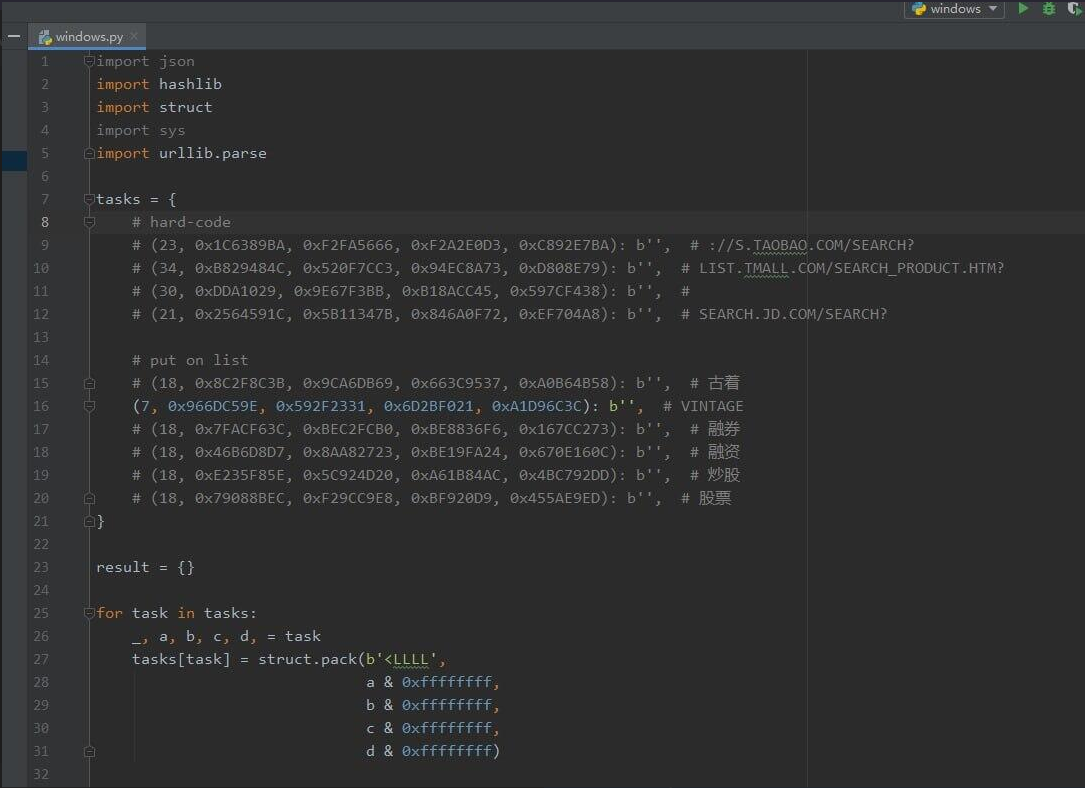 windows
windows.py
1 import json
2 import hashlib
3 import struct
4 import sys
5 import urllib.parse
6
7 tasks = {
8 # hard-code
9 # (23, 0x1C6389BA, 0xF2FA5666, 0xF2A2E0D3, 0xC892E7BA): b'', # ://S.TAOBAO.COM/SEARCH?
10 # (34, 0xB829484C, 0x520F7CC3, 0x94EC8A73, 0xD808E79): b'', # LIST.TMALL.COM/SEARCH_PRODUCT.HTM?
11 # (30, 0xDDA1029, 0x9E67F3BB, 0xB18ACC45, 0x597CF438): b'', #
12 # (21, 0x2564591C, 0x5B11347B, 0x846A0F72, 0xEF704A8): b'', # SEARCH.JD.COM/SEARCH?
13
14 # put on list
15 # (18, 0x8C2F8C3B, 0x9CA6DB69, 0x663C9537, 0xA0B64B58): b'', # 古着
16 (7, 0x966DC59E, 0x592F2331, 0x6D2BF021, 0xA1D96C3C): b'', # VINTAGE
17 # (18, 0x7FACF63C, 0xBEC2FCB0, 0xBE8836F6, 0x167CC273): b'', # 融券
18 # (18, 0x46B6D8D7, 0x8AA82723, 0xBE19FA24, 0x670E160C): b'', # 融资
19 # (18, 0xE235F85E, 0x5C924D20, 0xA61B84AC, 0x4BC792DD): b'', # 炒股
20 # (18, 0x79088BEC, 0xF29CC9E8, 0xBF920D9, 0x455AE9ED): b'', # 股票
21 }
22
23 result = {}
24
25 for task in tasks:
26 _, a, b, c, d, = task
27 tasks[task] = struct.pack(b'<LLLL',
28 a & 0xffffffff,
29 b & 0xffffffff,
30 c & 0xffffffff,
31 d & 0xffffffff)
32